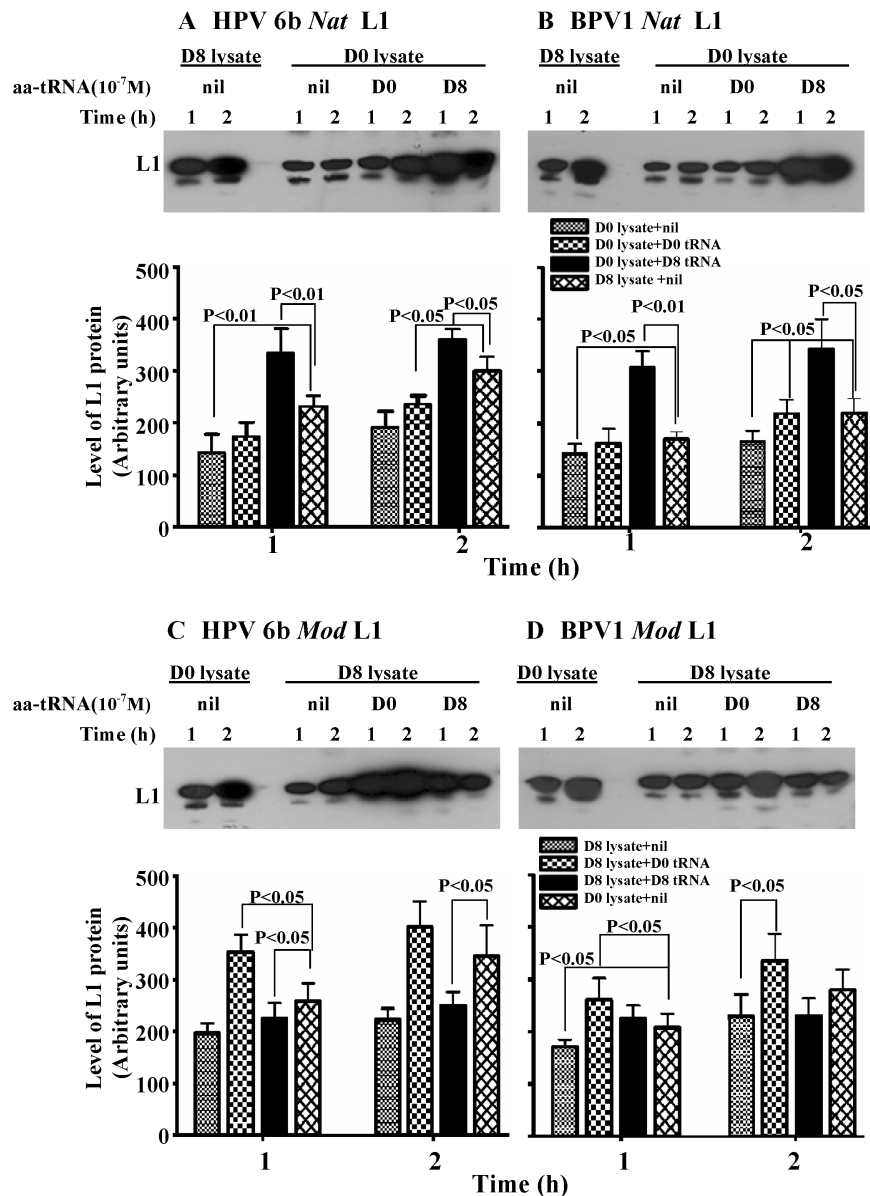 A HPV 6b Nat L1
D8 lysate D0 lysate
aa-tRNA(10⁻⁷M) nil nil D0 D8
Time (h) 1 2 1 2 1 2 1 2
L1
B BPV1 Nat L1
D8 lysate D0 lysate
nil nil D0 D8
1 2 1 2 1 2 1 2
D0 lysate+nil
D0 lysate+D0 tRNA
D0 lysate+D8 tRNA
D8 lysate +nil
Level of L1 protein
(Arbitrary units)
500
400
300
200
100
0
P<0.01
P<0.01
P<0.05
P<0.05
1 2
P<0.05
P<0.01
P<0.05
P<0.05
1 2
Time (h)
C HPV 6b Mod L1
D0 lysate D8 lysate
aa-tRNA(10⁻⁷M) nil nil D0 D8
Time (h) 1 2 1 2 1 2 1 2
L1
D BPV1 Mod L1
D0 lysate D8 lysate
nil nil D0 D8
1 2 1 2 1 2 1 2
D8 lysate+nil
D8 lysate+D0 tRNA
D8 lysate+D8 tRNA
D0 lysate+nil
Level of L1 protein
(Arbitrary units)
500
400
300
200
100
0
P<0.05
P<0.05
P<0.05
1 2
P<0.05
P<0.05
P<0.05
1 2
Time (h)